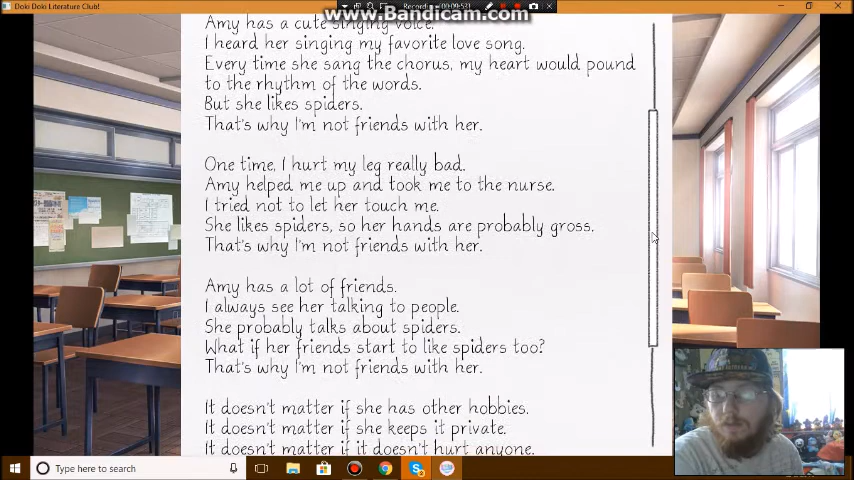 Doki Doki Literature Club!
www.Bandicam.com
Amy has a cute singing voice.
I heard her singing my favorite love song.
Every time she sang the chorus, my heart would pound
to the rhythm of the words.
But she likes spiders.
That's why I'm not friends with her.
One time, I hurt my leg really bad.
Amy helped me up and took me to the nurse.
I tried not to let her touch me.
She likes spiders, so her hands are probably gross.
That's why I'm not friends with her.
Amy has a lot of friends.
I always see her talking to people.
She probably talks about spiders.
What if her friends start to like spiders too?
That's why I'm not friends with her.
It doesn't matter if she has other hobbies.
It doesn't matter if she keeps it private.
It doesn't matter if it doesn't hurt anyone.
Type here to search